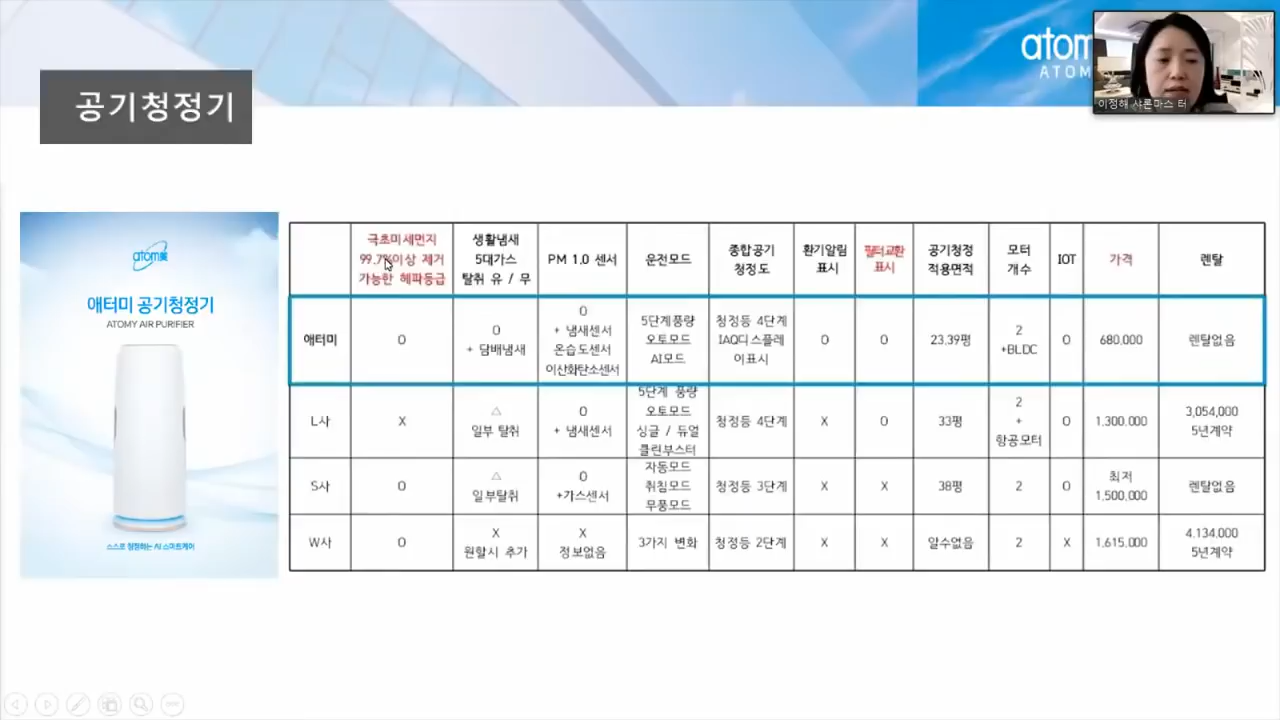 atom
ATOM
이정해 샤론마스 터
공기청정기
atom美
애터미 공기청정기
ATOMY AIR PURIFIER
스스로 청정하는 AI 스마트케어
극초미세먼지
99.7%이상 제거
가능한 헤파등급
생활냄새
5대가스
탈취 유 / 무
PM 1.0 센서
운전모드
종합공기
청정도
환기알림
표시
필터교환
표시
공기청정
적용면적
모터
개수
IOT
가격
렌탈
애터미
O
O
+ 담배냄새
O
+ 냄새센서
온습도센서
이산화탄소센서
5단계풍량
오토모드
AI모드
청정등 4단계
IAQ디스플레
이표시
O
O
23,39평
2
+BLDC
O
680,000
렌탈없음
L사
X
△
일부 탈취
O
+ 냄새센서
5단계 풍량
오토모드
싱글 / 듀얼
클린부스터
청정등 4단계
X
O
33평
2
+
항공모터
O
1,300,000
3,054,000
5년계약
S사
O
△
일부탈취
O
+가스센서
자동모드
취침모드
무풍모드
청정등 3단계
X
X
38평
2
O
최저
1,500,000
렌탈없음
W사
O
X
원할시 추가
X
정보없음
3가지 변화
청정등 2단계
X
X
알수없음
2
X
1,615,000
4,134,000
5년계약